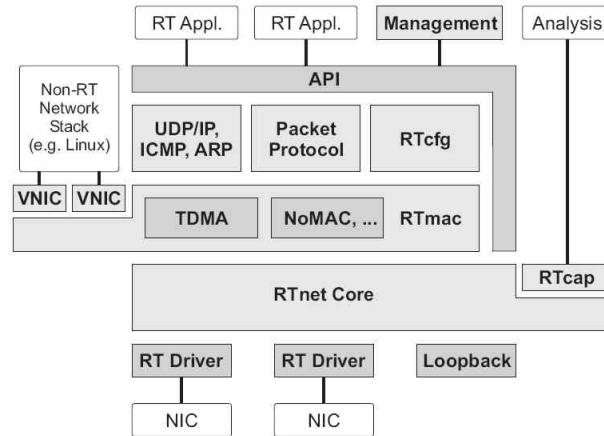 RT Appl.
RT Appl.
Management
Analysis
API
Non-RT
Network
Stack
(e.g. Linux)
UDP/IP,
ICMP, ARP
Packet
Protocol
RTcfg
VNIC
VNIC
TDMA
NoMAC, ...
RTmac
RTcap
RTnet Core
RT Driver
RT Driver
Loopback
NIC
NIC